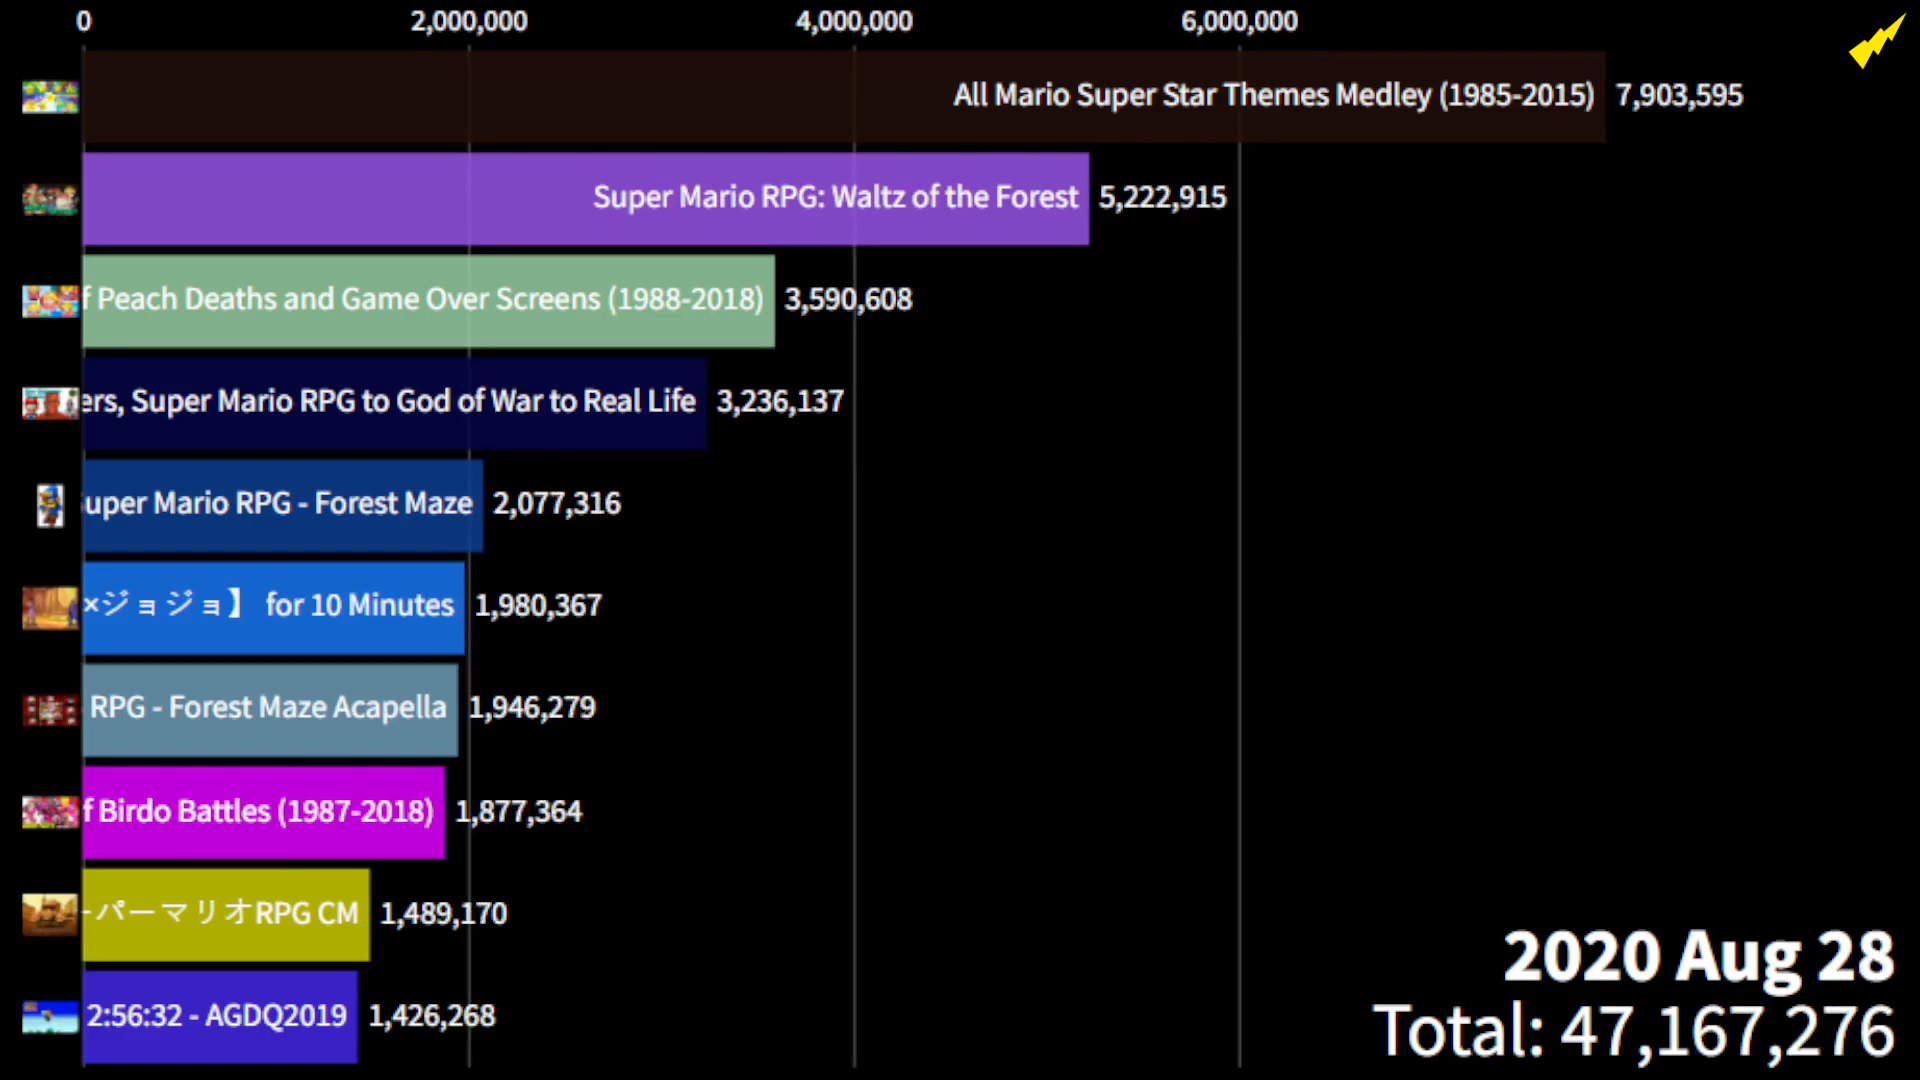 0 2,000,000 4,000,000 6,000,000
All Mario Super Star Themes Medley (1985-2015) 7,903,595
Super Mario RPG: Waltz of the Forest 5,222,915
f Peach Deaths and Game Over Screens (1988-2018) 3,590,608
ers, Super Mario RPG to God of War to Real Life 3,236,137
uper Mario RPG - Forest Maze 2,077,316
×ジョジョ】 for 10 Minutes 1,980,367
RPG - Forest Maze Acapella 1,946,279
f Birdo Battles (1987-2018) 1,877,364
ーパーマリオRPG CM 1,489,170
2:56:32 - AGDQ2019 1,426,268
2020 Aug 28
Total: 47,167,276